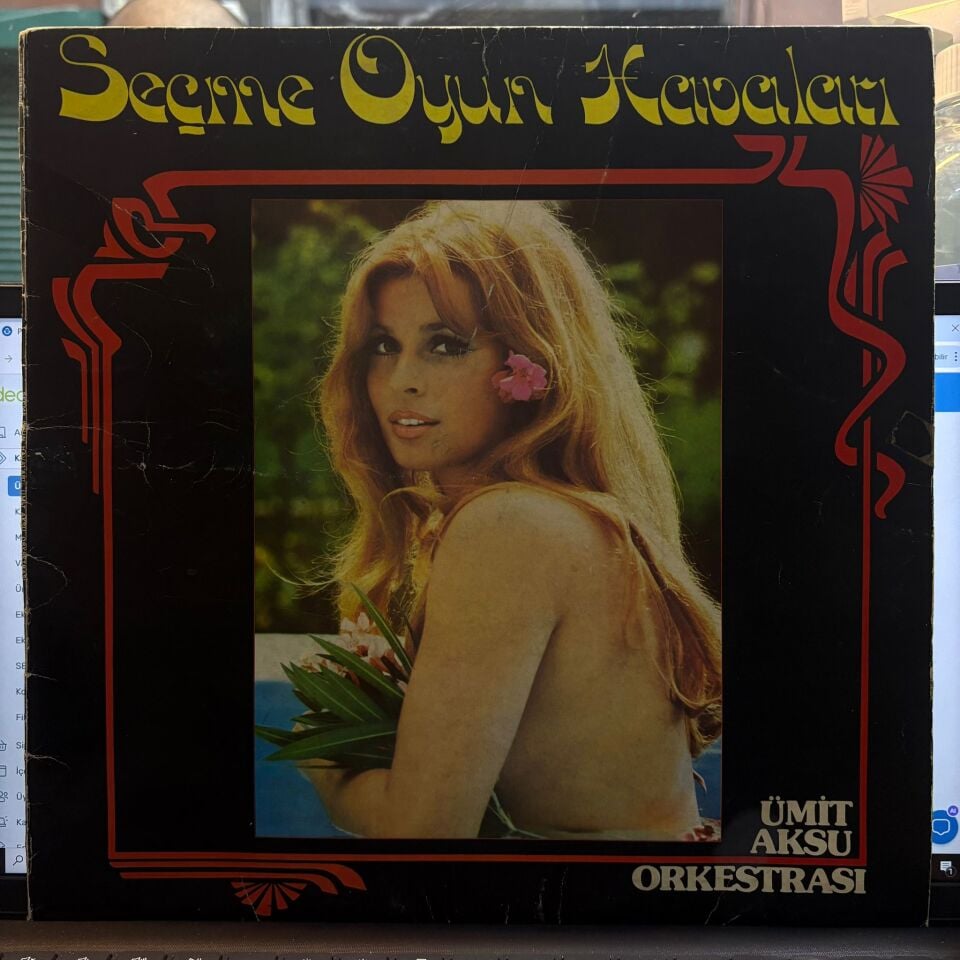 Seçme Oyun Havaları
ÜMİT
AKSU
ORKESTRASI